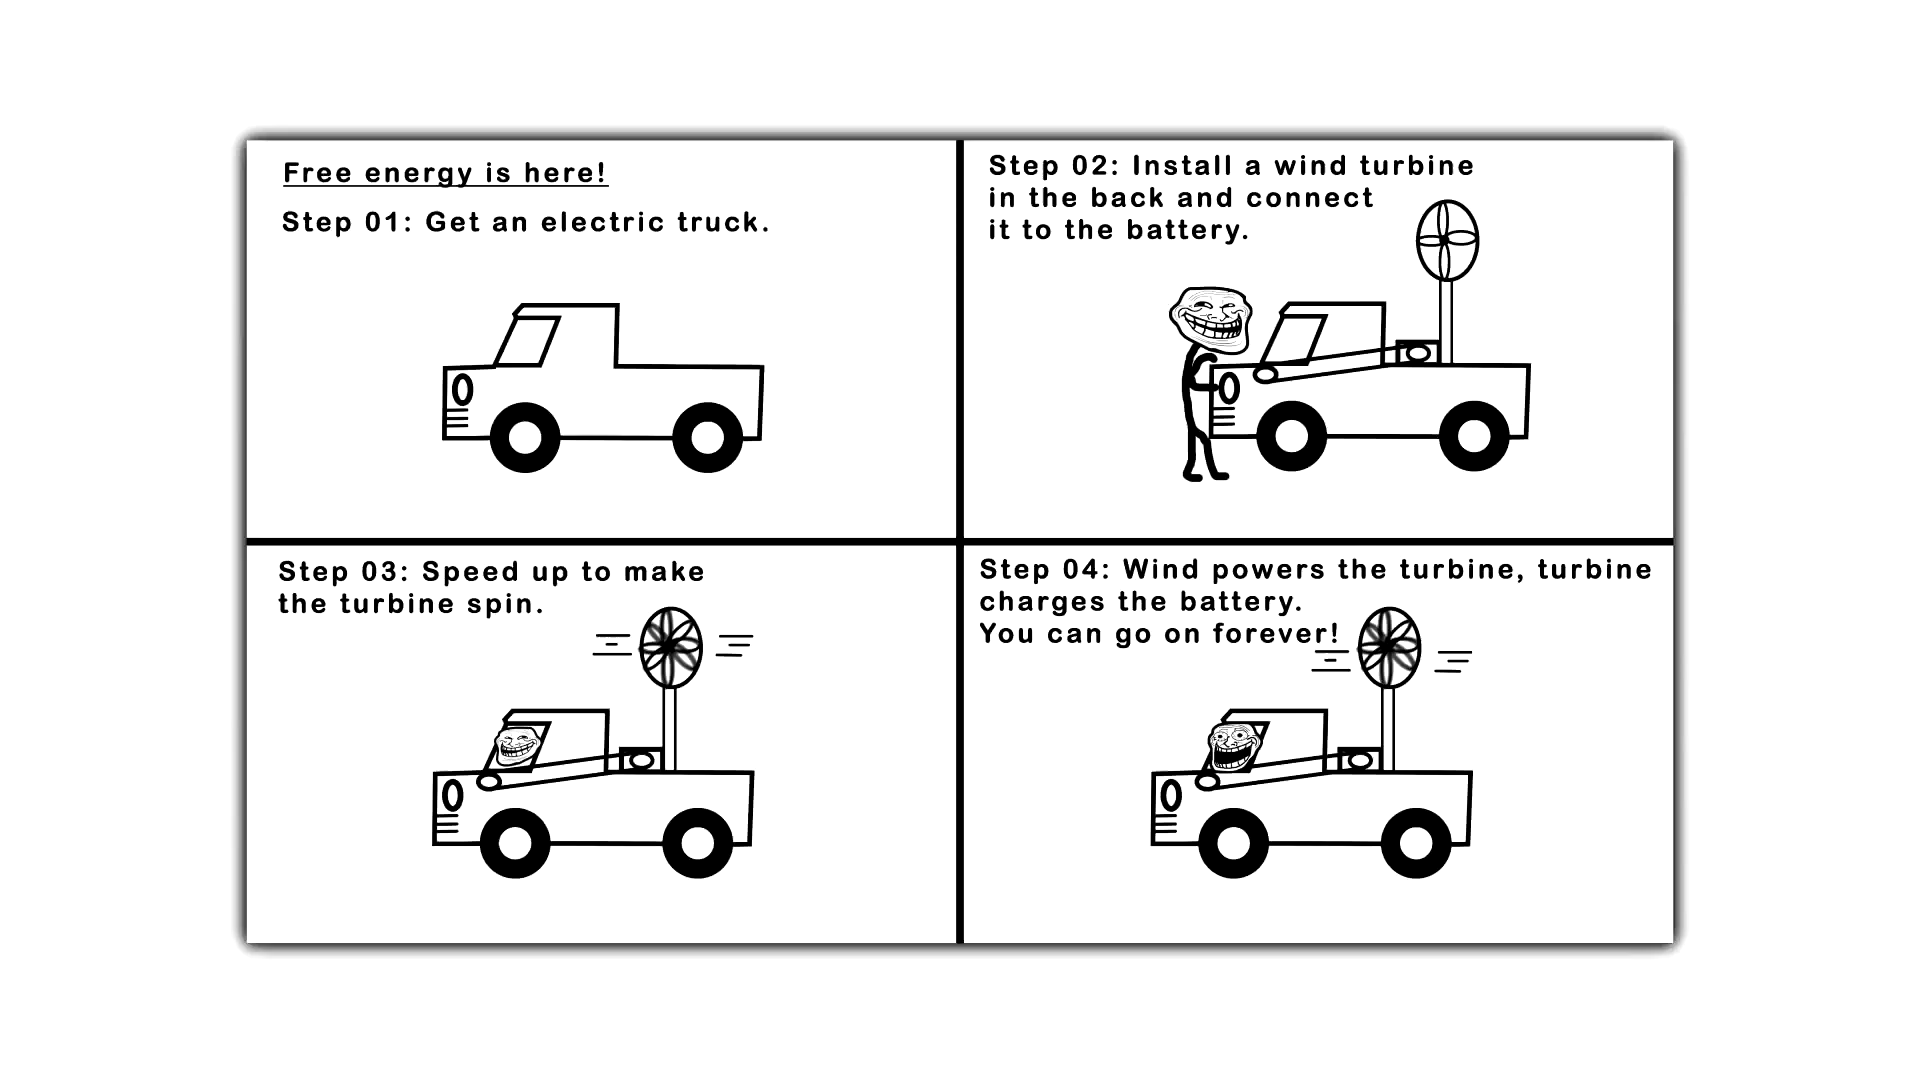 Free energy is here!
Step 01: Get an electric truck.
Step 02: Install a wind turbine
in the back and connect
it to the battery.
Step 03: Speed up to make
the turbine spin.
Step 04: Wind powers the turbine, turbine
charges the battery.
You can go on forever!